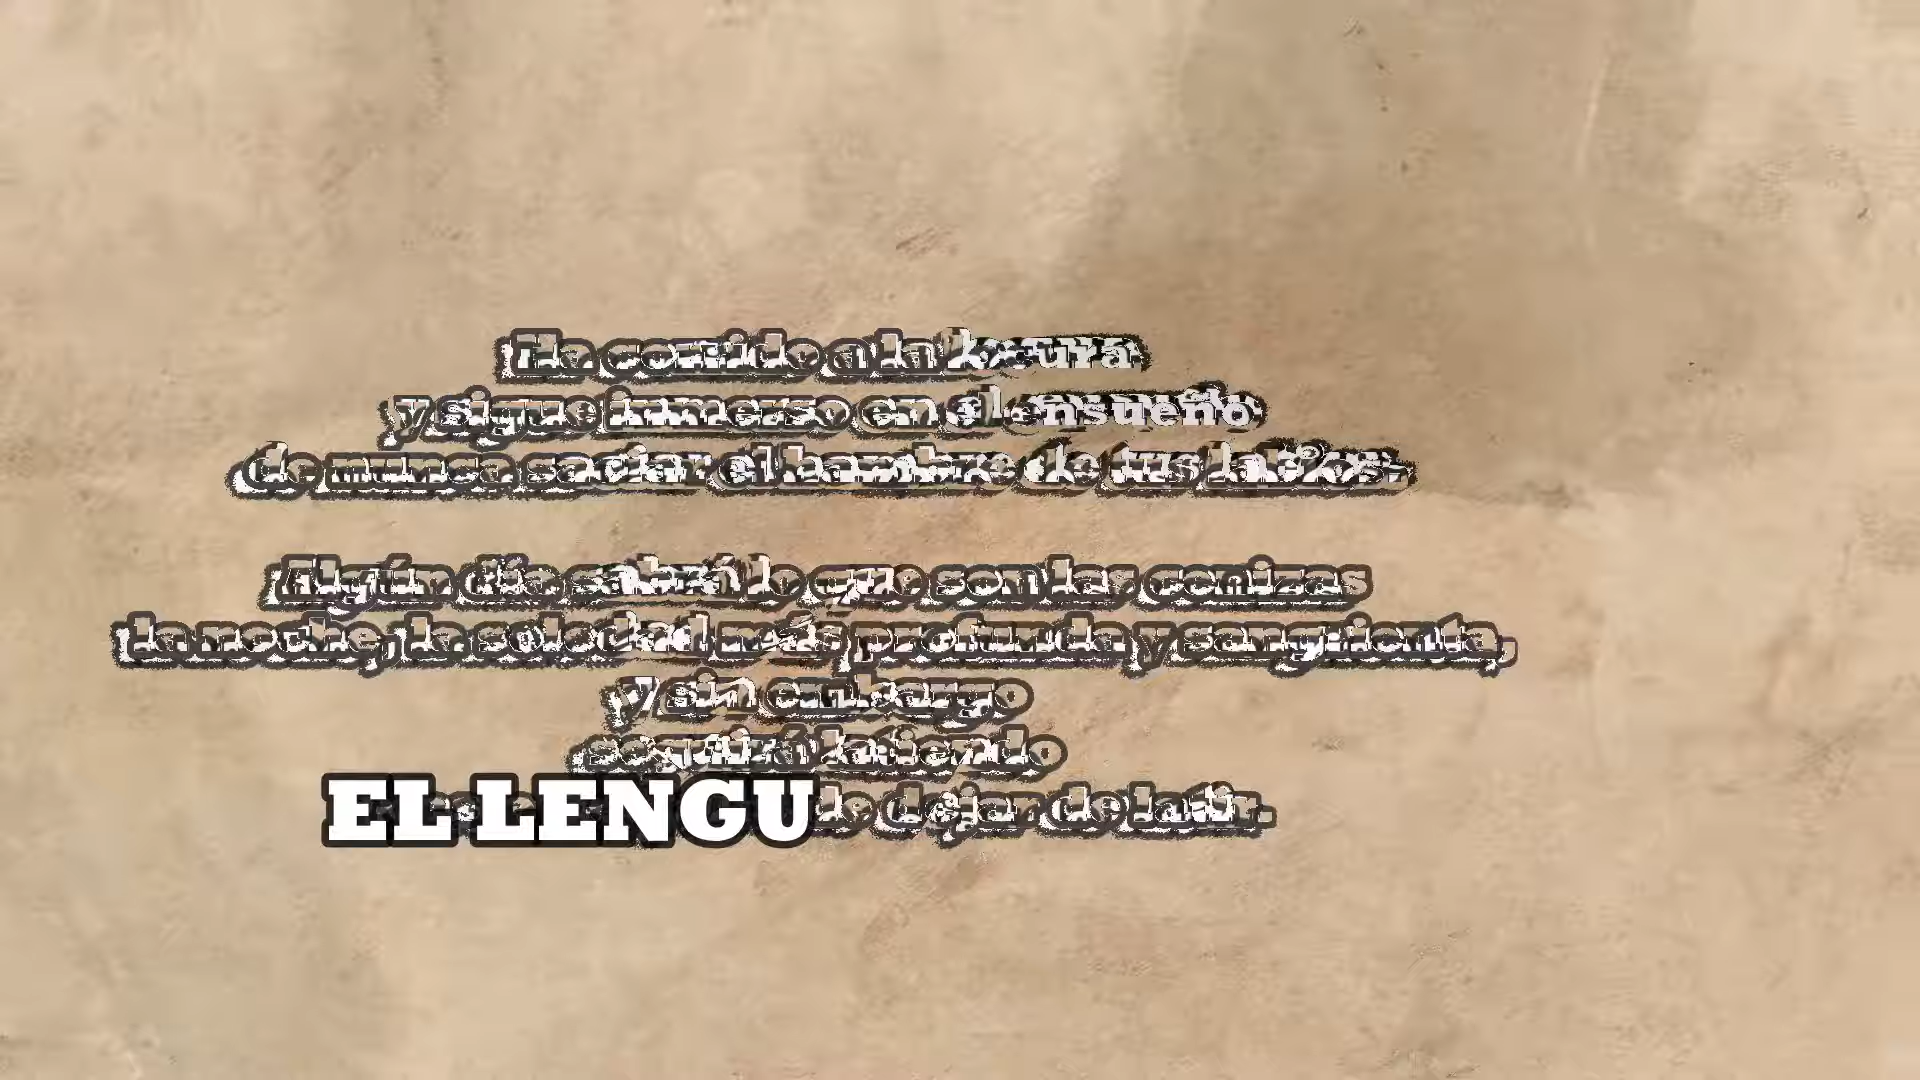 Ha corrido a la locura
y sigue inmerso en el ensueño
de nunca saciar el hambre de tus labios.
Algún día sabrá lo que son las cenizas
la noche, la soledad más profunda y sangrienta,
y sin embargo
seguirá latiendo
EL LENGU
de dejar de latir.